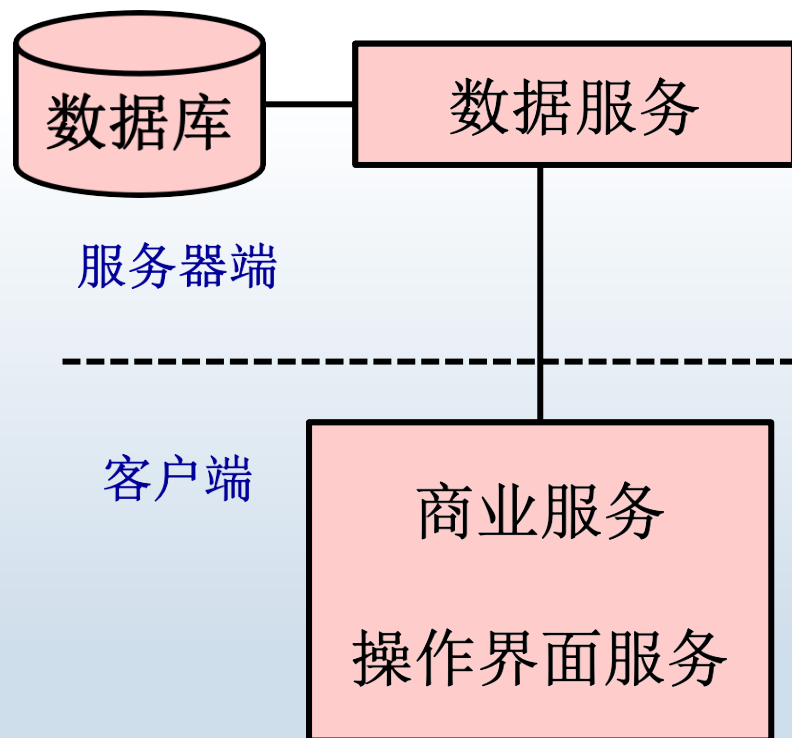 数据库
数据服务
服务器端
客户端
商业服务
操作界面服务